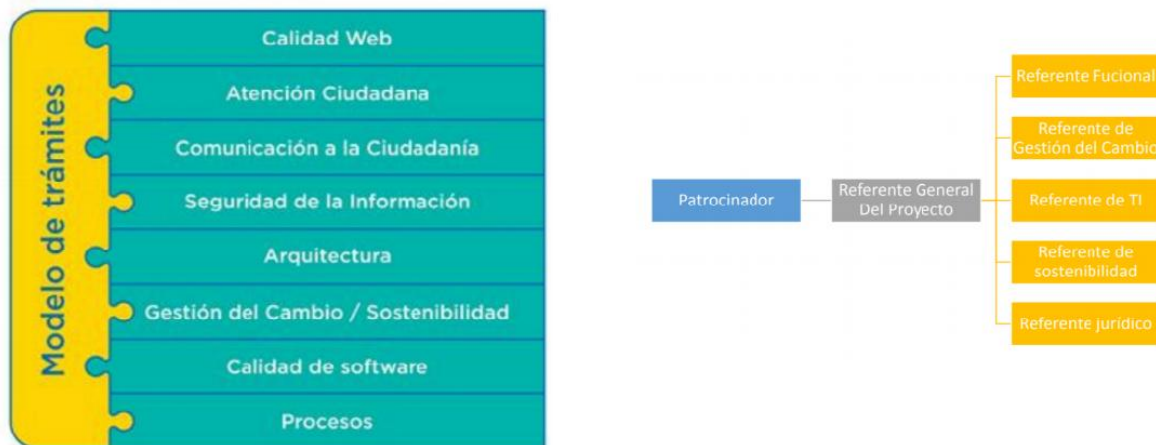 Modelo de trámites
Calidad Web
Atención Ciudadana
Comunicación a la Ciudadanía
Seguridad de la Información
Arquitectura
Gestión del Cambio / Sostenibilidad
Calidad de software
Procesos
Patrocinador
Referente General
Del Proyecto
Referente Fucional
Referente de
Gestión del Cambio
Referente de TI
Referente de
sostenibilidad
Referente jurídico